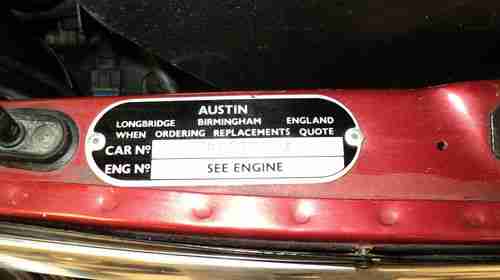 AUSTIN
LONGBRIDGE BIRMINGHAM ENGLAND
WHEN ORDERING REPLACEMENTS QUOTE
CAR Nº
ENG Nº SEE ENGINE